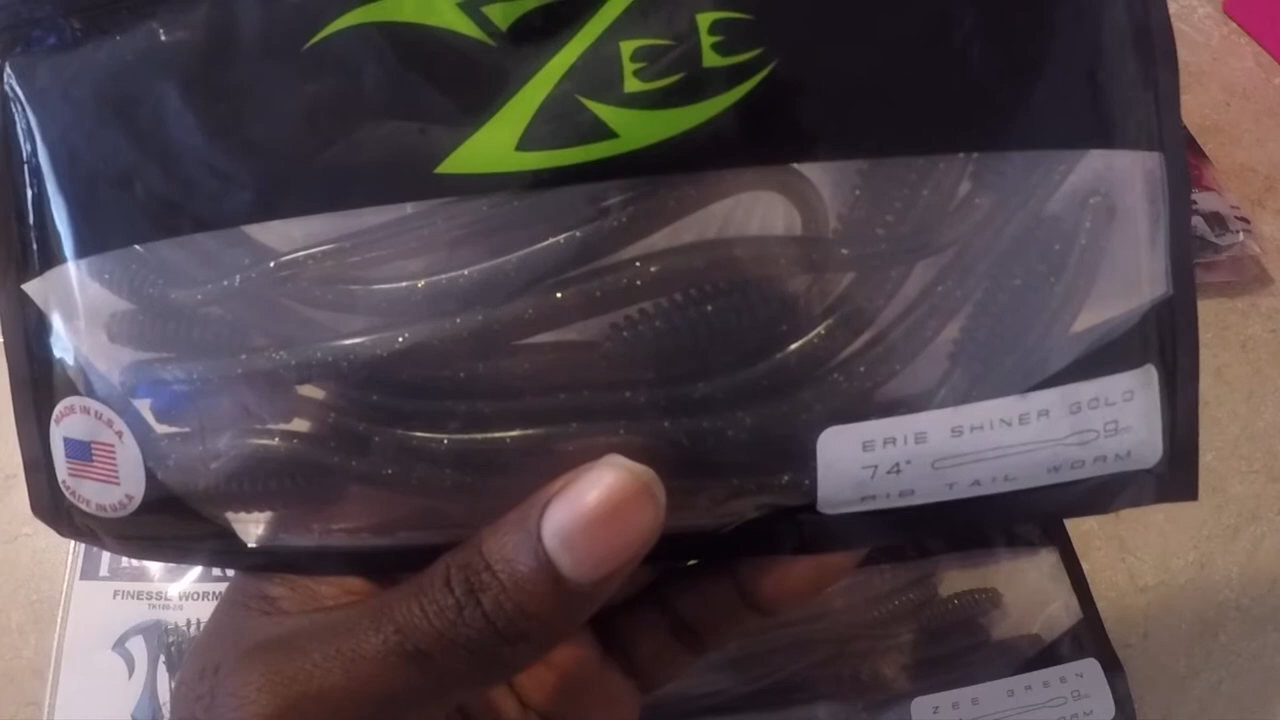 ZEE
ERIE SHINER GOLD
74"
RIB TAIL WORM
MADE IN U.S.A.
MADE IN U.S.A
FINESSE WORM
ZEE GREEN